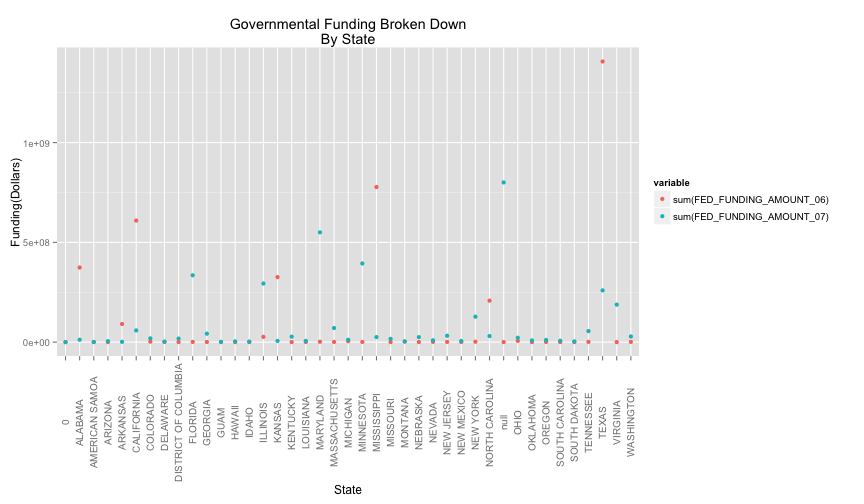 Governmental Funding Broken Down
By State
Funding(Dollars)
1e+09
5e+08
0e+00
0
ALABAMA
AMERICAN SAMOA
ARIZONA
ARKANSAS
CALIFORNIA
COLORADO
DELAWARE
DISTRICT OF COLUMBIA
FLORIDA
GEORGIA
GUAM
HAWAII
IDAHO
ILLINOIS
KANSAS
KENTUCKY
LOUISIANA
MARYLAND
MASSACHUSETTS
MICHIGAN
MINNESOTA
MISSISSIPPI
MISSOURI
MONTANA
NEBRASKA
NEVADA
NEW JERSEY
NEW MEXICO
NEW YORK
NORTH CAROLINA
null
OHIO
OKLAHOMA
OREGON
SOUTH CAROLINA
SOUTH DAKOTA
TENNESSEE
TEXAS
VIRGINIA
WASHINGTON
State
variable
sum(FED_FUNDING_AMOUNT_06)
sum(FED_FUNDING_AMOUNT_07)